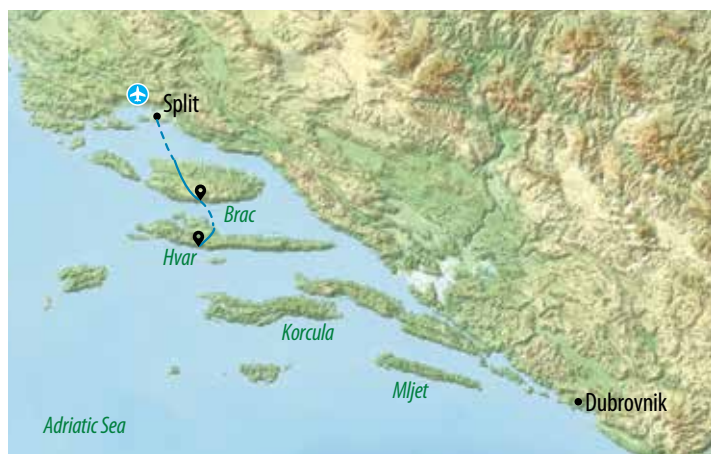 Split
Brac
Hvar
Korcula
Mljet
Dubrovnik
Adriatic Sea